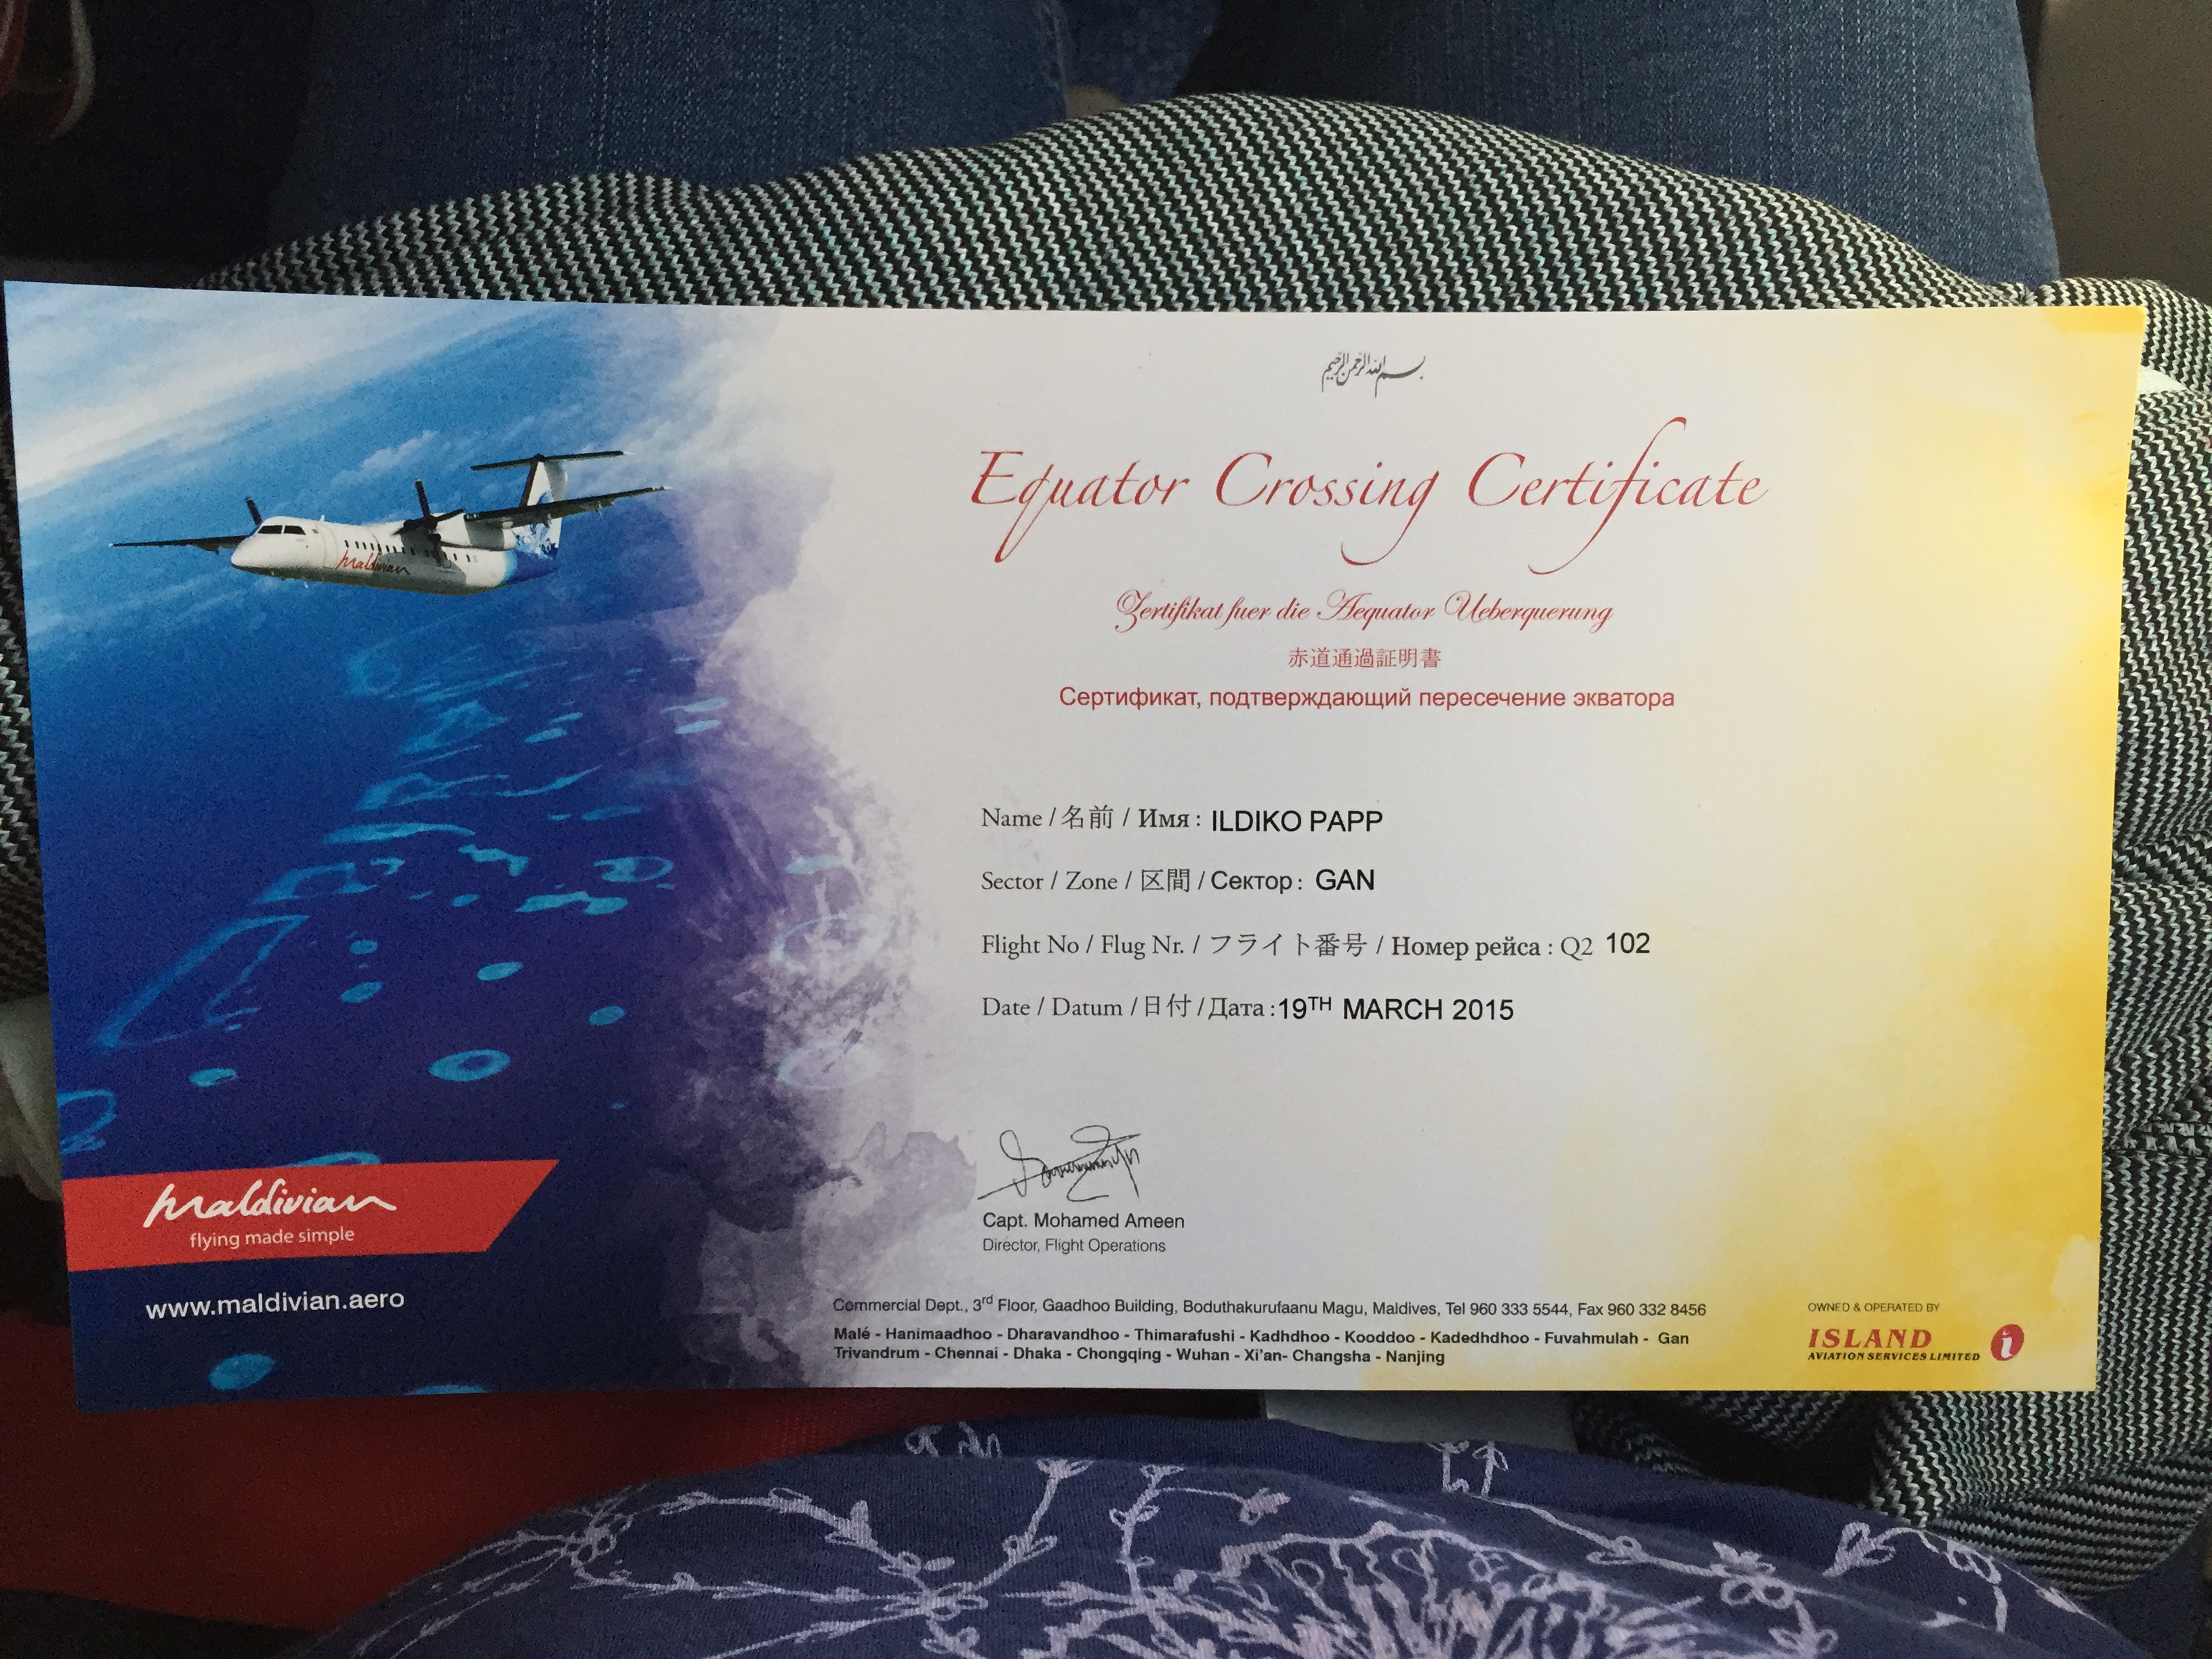 بسم الله الرحمن الرحيم
Equator Crossing Certificate
Zertifikat fuer die Aequator Ueberquerung
赤道通過証明書
Сертификат, подтверждающий пересечение экватора
maldivian
Name / 名前 / Имя : ILDIKO PAPP
Sector / Zone / 区間 / Сектор : GAN
Flight No / Flug Nr. / フライト番号 / Номер рейса : Q2 102
Date / Datum / 日付 / Дата :19TH MARCH 2015
Capt. Mohamed Ameen
Director, Flight Operations
maldivian
flying made simple
www.maldivian.aero
Commercial Dept., 3rd Floor, Gaadhoo Building, Boduthakurufaanu Magu, Maldives, Tel 960 333 5544, Fax 960 332 8456
Malé - Hanimaadhoo - Dharavandhoo - Thimarafushi - Kadhdhoo - Kooddoo - Kadedhdhoo - Fuvahmulah - Gan
Trivandrum - Chennai - Dhaka - Chongqing - Wuhan - Xi'an- Changsha - Nanjing
OWNED & OPERATED BY
ISLAND
AVIATION SERVICES LIMITED
i